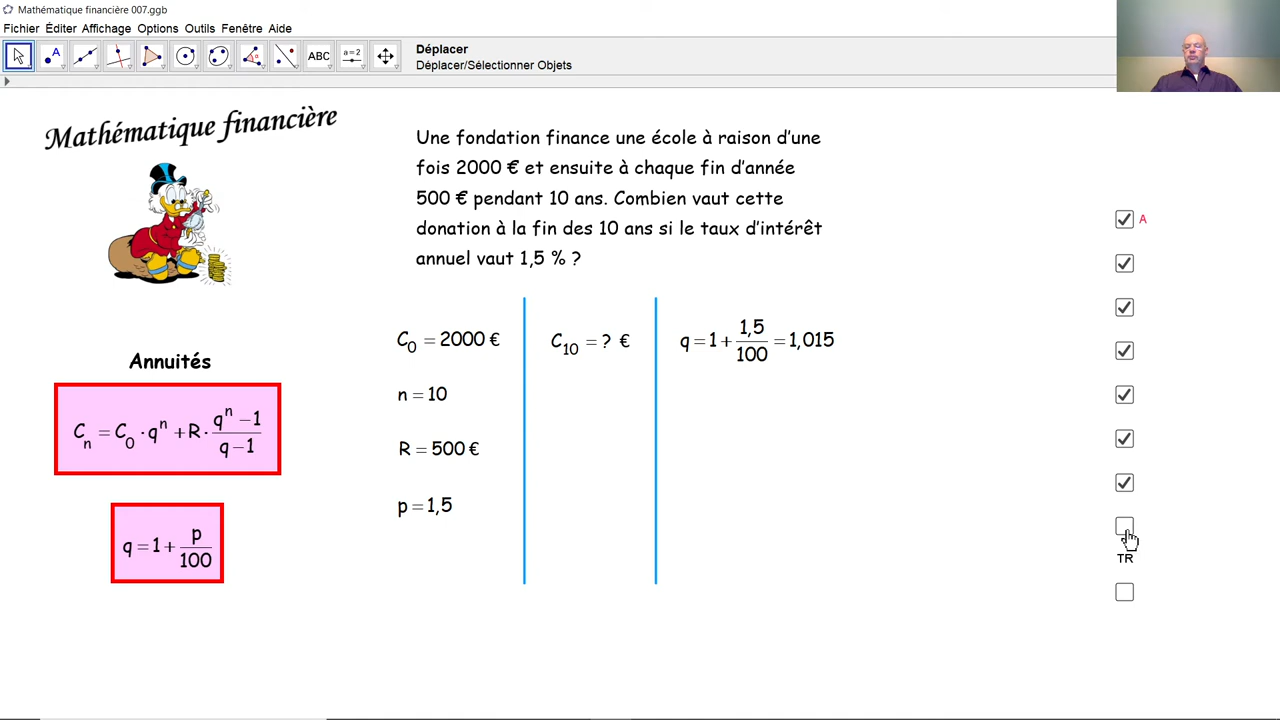 Mathématique financière 007.ggb
Fichier Éditer Affichage Options Outils Fenêtre Aide
A ABC a=2 Déplacer
Déplacer/Sélectionner Objets
Mathématique financière
Une fondation finance une école à raison d'une
fois 2000 € et ensuite à chaque fin d'année
500 € pendant 10 ans. Combien vaut cette
donation à la fin des 10 ans si le taux d'intérêt
annuel vaut 1,5 % ?
A
C₀ = 2000 €
n = 10
R = 500 €
p = 1,5
C₁₀ = ? €
q = 1 + 1,5/100 = 1,015
Annuités
Cₙ = C₀ · qⁿ + R · (qⁿ − 1)/(q − 1)
q = 1 + p/100
TR